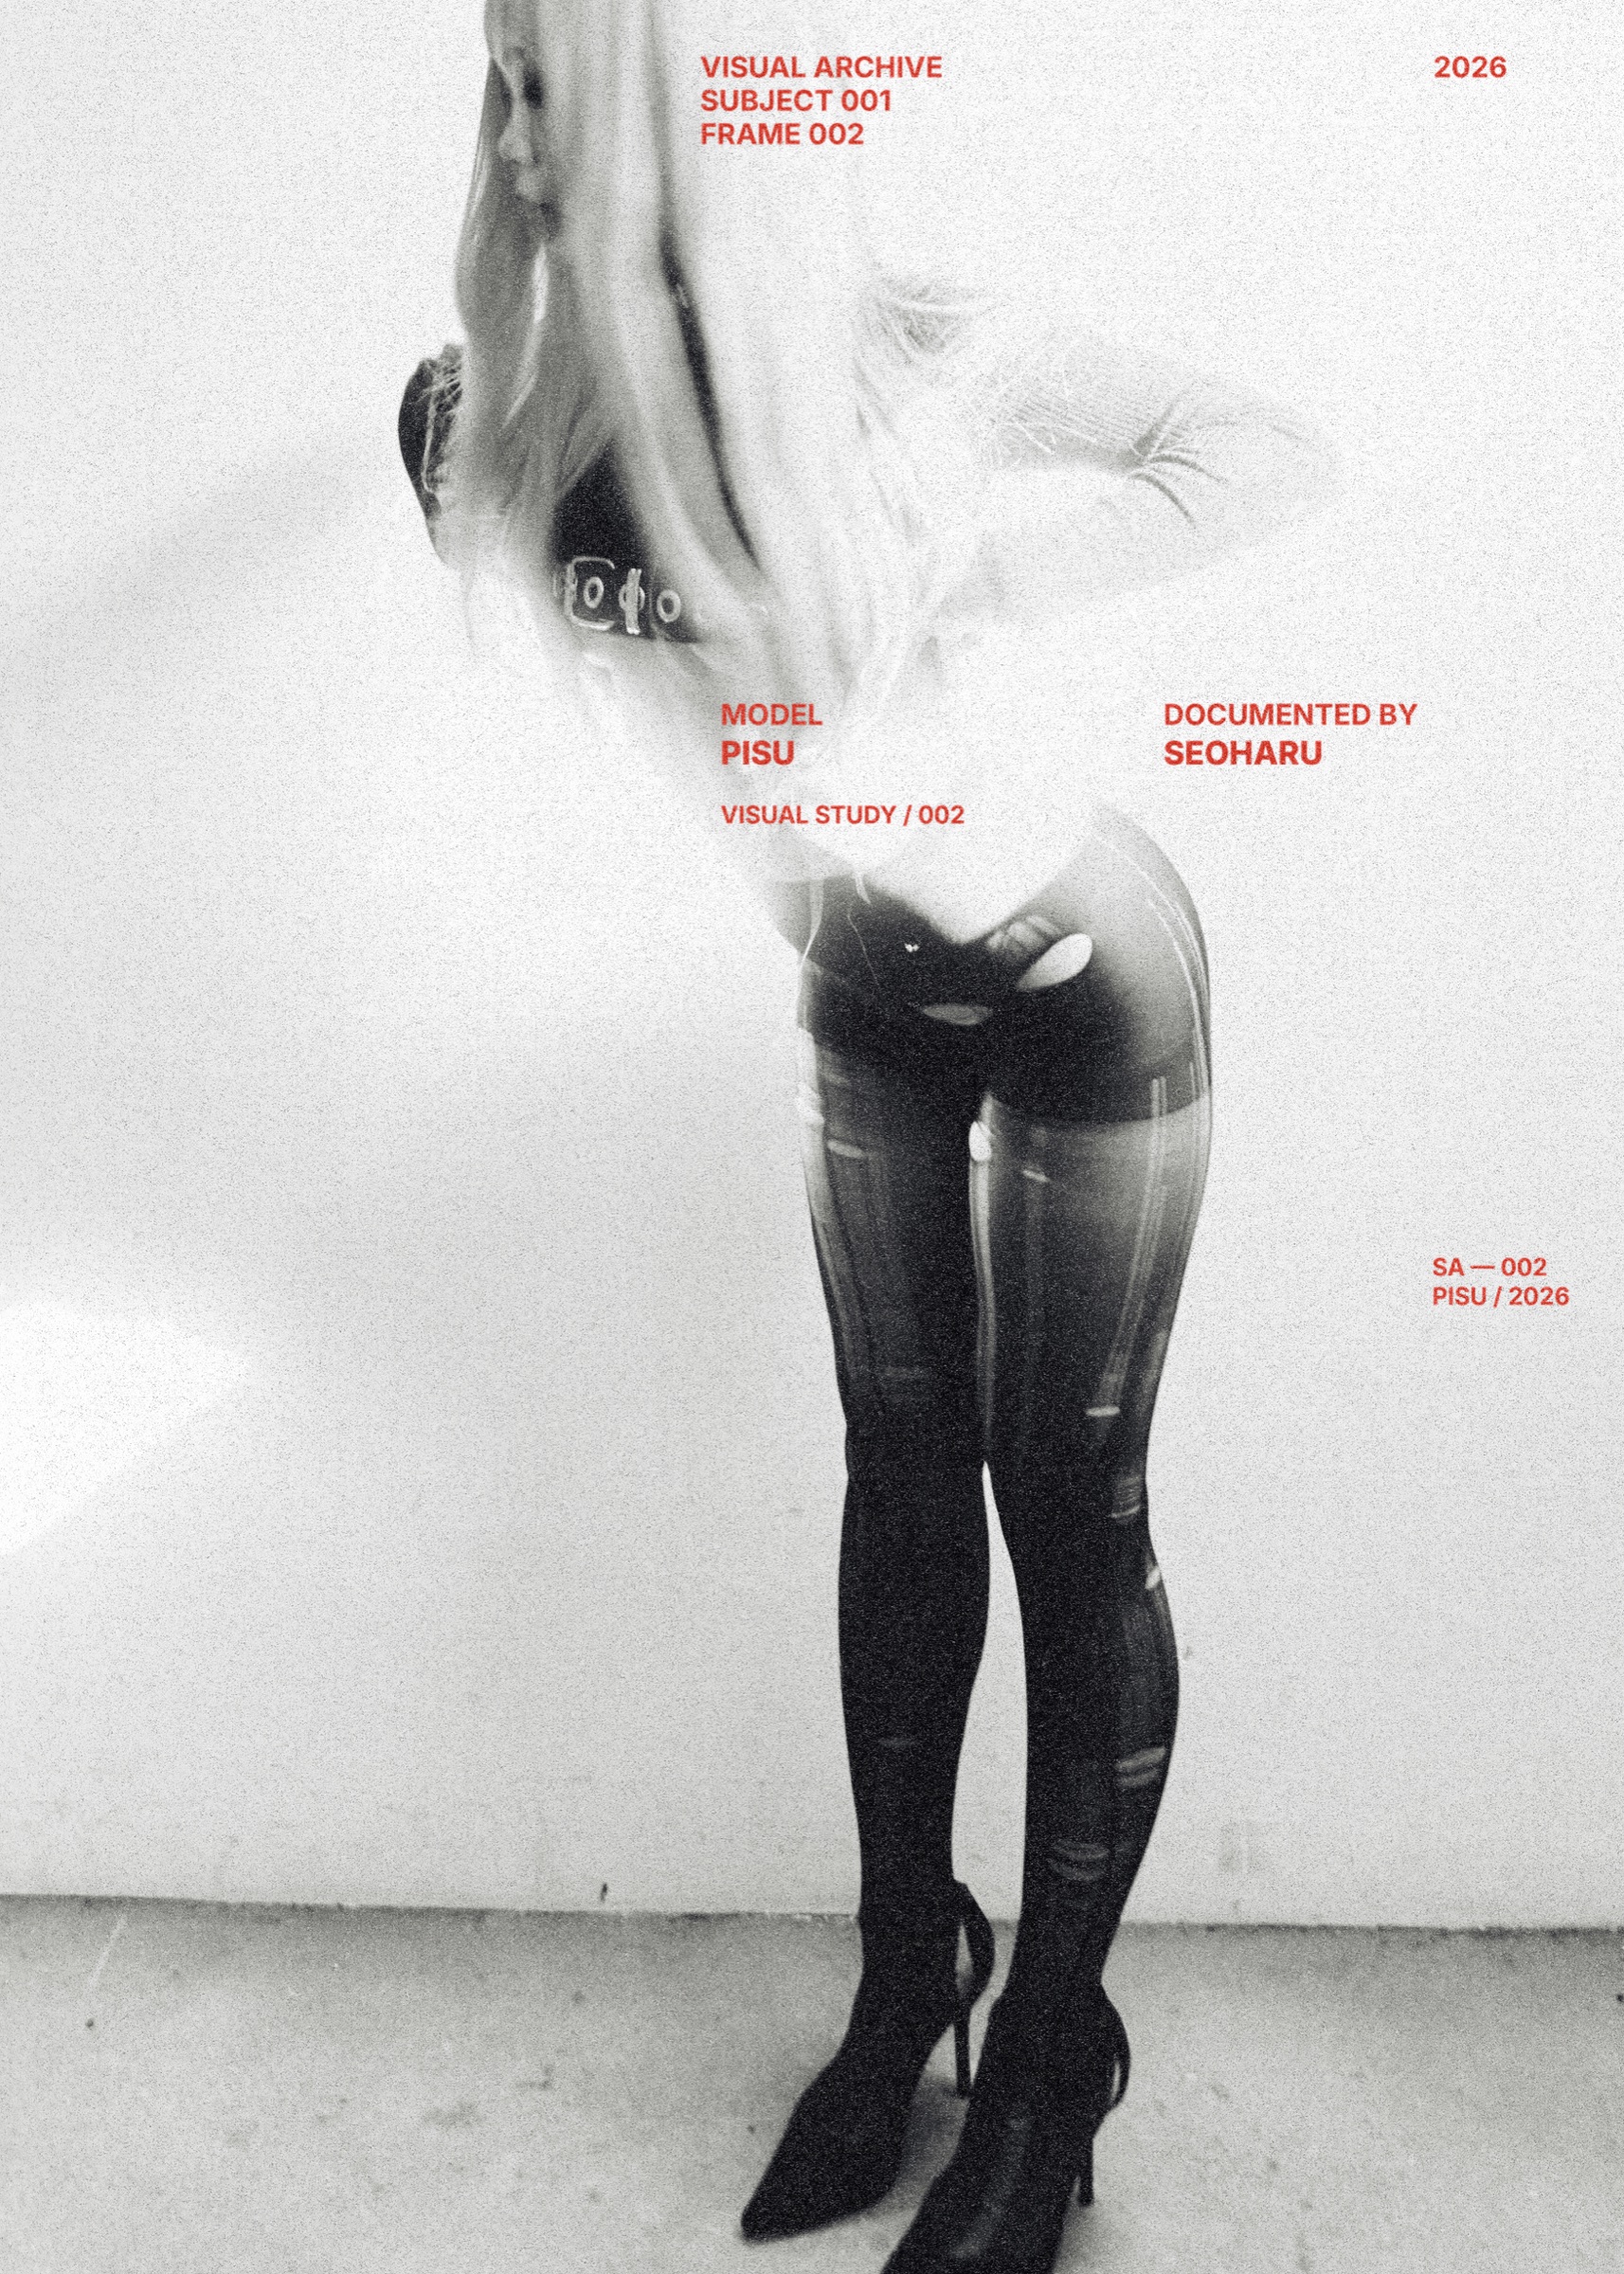 VISUAL ARCHIVE
SUBJECT 001
FRAME 002
2026
MODEL
PISU
DOCUMENTED BY
SEOHARU
VISUAL STUDY / 002
SA — 002
PISU / 2026